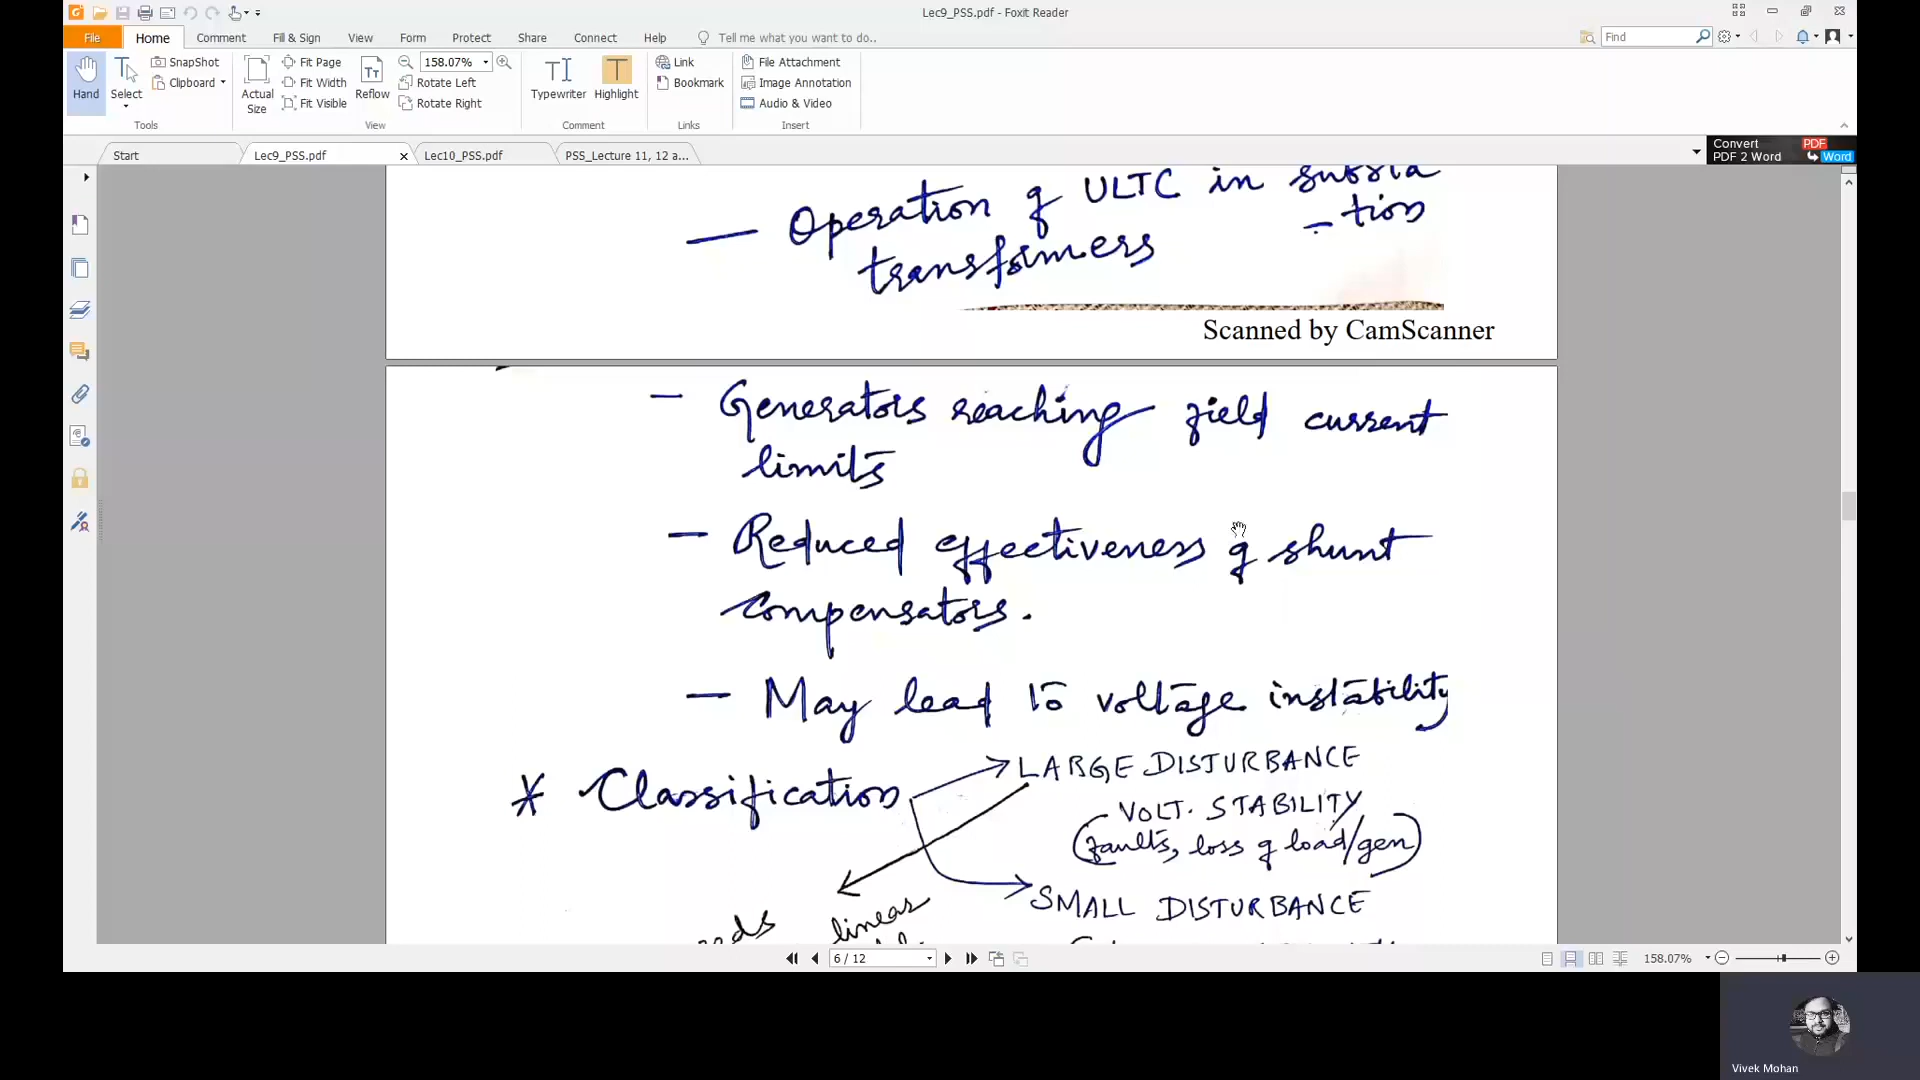 Lec9_PSS.pdf - Foxit Reader
File Home Comment Fill & Sign View Form Protect Share Connect Help Tell me what you want to do.. Find
Hand
Select
SnapShot
Clipboard
Tools
Actual Size
Fit Page
Fit Width
Fit Visible
Reflow
158.07%
Rotate Left
Rotate Right
View
Typewriter
Highlight
Comment
Link
Bookmark
Links
File Attachment
Image Annotation
Audio & Video
Insert
Start Lec9_PSS.pdf Lec10_PSS.pdf PSS_Lecture 11, 12 a...
Convert PDF
PDF 2 Word Word
— Operation of ULTC in substa
- tion
transformers
Scanned by CamScanner
- Generators reaching field current
limits
- Reduced effectiveness of shunt
compensators.
- May lead to voltage instability
* Classification
LARGE DISTURBANCE
VOLT. STABILITY
(faults, loss of load/gen)
SMALL DISTURBANCE
linear
6 / 12 158.07%
Vivek Mohan